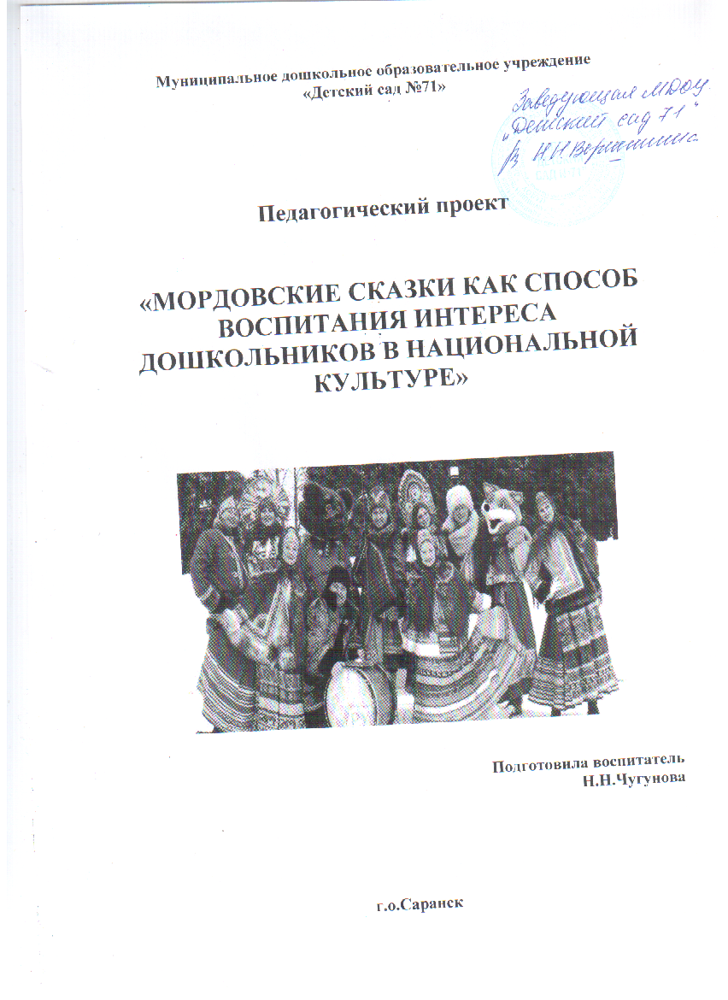 Муниципальное дошкольное образовательное учреждение
«Детский сад №71»
Заведующая МДОУ
„Детский сад 71"
Н.Н. Вершинина
Педагогический проект
«МОРДОВСКИЕ СКАЗКИ КАК СПОСОБ
ВОСПИТАНИЯ ИНТЕРЕСА
ДОШКОЛЬНИКОВ В НАЦИОНАЛЬНОЙ
КУЛЬТУРЕ»
Подготовила воспитатель
Н.Н.Чугунова
г.о.Саранск